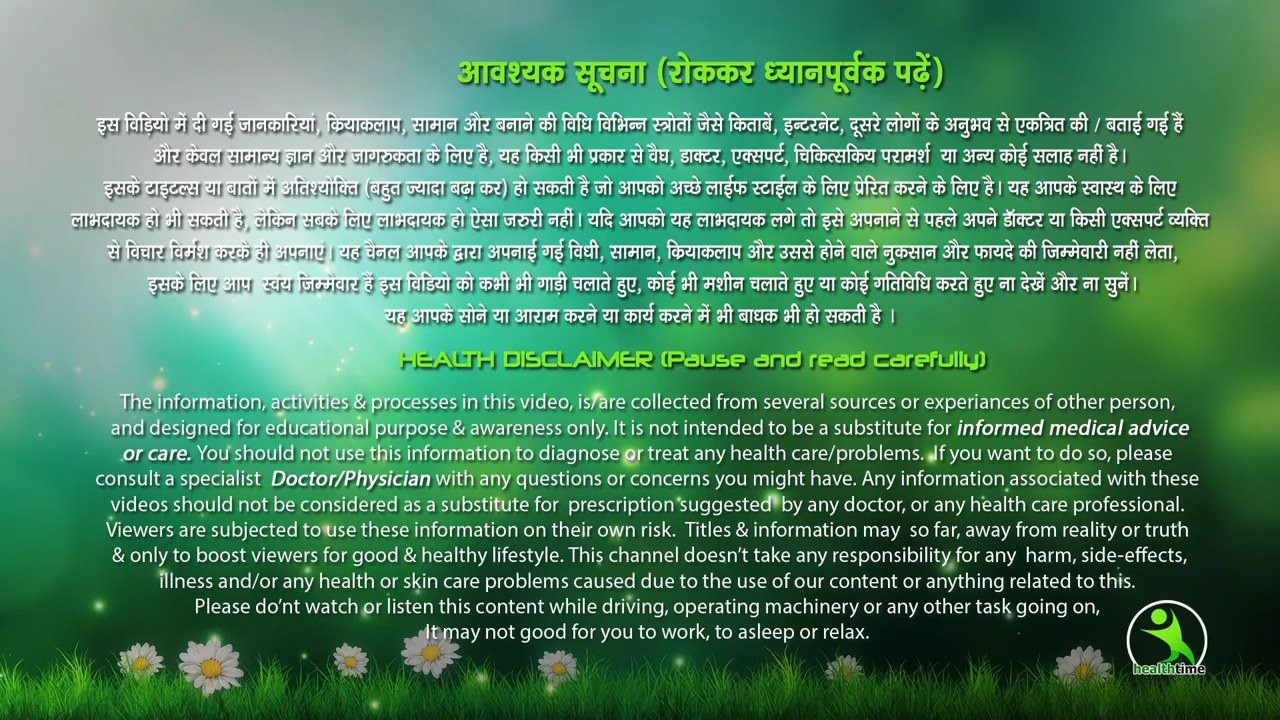 आवश्यक सूचना (रोककर ध्यानपूर्वक पढ़ें)
इस विड़ियो में दी गई जानकारियां, क्रियाकलाप, सामान और बनाने की विधि विभिन्न स्त्रोतों जैसे किताबें, इन्टरनेट, दूसरे लोगों के अनुभव से एकत्रित की / बताई गई हैं
और केवल सामान्य ज्ञान और जागरुकता के लिए है, यह किसी भी प्रकार से वैघ, डाक्टर, एक्सपर्ट, चिकित्सकिय परामर्श या अन्य कोई सलाह नहीं है।
इसके टाइटल्स या बातों में अतिश्योक्ति (बहुत ज्यादा बढ़ा कर) हो सकती है जो आपको अच्छे लाईफ स्टाईल के लिए प्रेरित करने के लिए है। यह आपके स्वास्थ के लिए
लाभदायक हो भी सकती है, लेकिन सबके लिए लाभदायक हो ऐसा जरुरी नहीं। यदि आपको यह लाभदायक लगे तो इसे अपनाने से पहले अपने डॅाक्टर या किसी एक्सपर्ट व्यक्ति
से विचार विर्मश करके ही अपनाएं। यह चैनल आपके द्वारा अपनाई गई विधी, सामान, क्रियाकलाप और उससे होने वाले नुकसान और फायदे की जिम्मेवारी नहीं लेता,
इसके लिए आप स्वंय जिम्मेवार हैं इस विडियो को कभी भी गाड़ी चलाते हुए, कोई भी मशीन चलाते हुए या कोई गतिविधि करते हुए ना देखें और ना सुनें।
यह आपके सोने या आराम करने या कार्य करने में भी बाधक भी हो सकती है ।
HEALTH DISCLAIMER (Pause and read carefully)
The information, activities & processes in this video, is/are collected from several sources or experiances of other person,
and designed for educational purpose & awareness only. It is not intended to be a substitute for informed medical advice
or care. You should not use this information to diagnose or treat any health care/problems. If you want to do so, please
consult a specialist Doctor/Physician with any questions or concerns you might have. Any information associated with these
videos should not be considered as a substitute for prescription suggested by any doctor, or any health care professional.
Viewers are subjected to use these information on their own risk. Titles & information may so far, away from reality or truth
& only to boost viewers for good & healthy lifestyle. This channel doesn't take any responsibility for any harm, side-effects,
illness and/or any health or skin care problems caused due to the use of our content or anything related to this.
Please do'nt watch or listen this content while driving, operating machinery or any other task going on,
It may not good for you to work, to asleep or relax.
healthtime